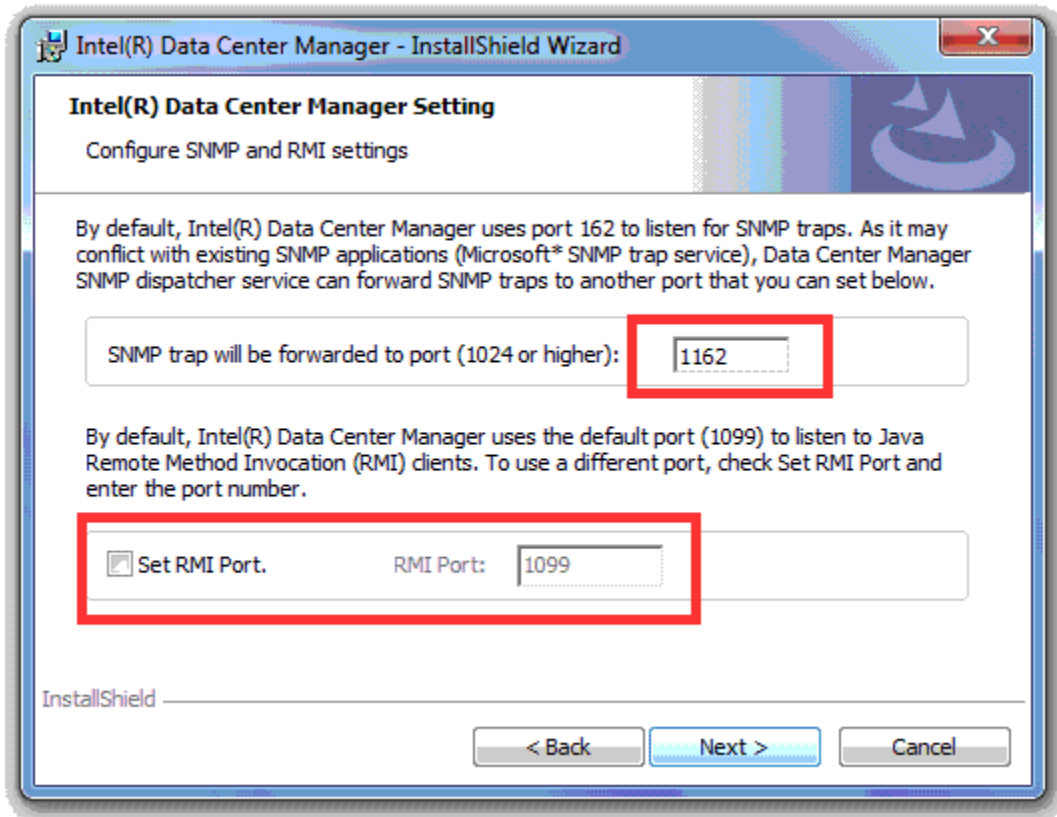 Intel(R) Data Center Manager - InstallShield Wizard
Intel(R) Data Center Manager Setting
Configure SNMP and RMI settings
By default, Intel(R) Data Center Manager uses port 162 to listen for SNMP traps. As it may
conflict with existing SNMP applications (Microsoft* SNMP trap service), Data Center Manager
SNMP dispatcher service can forward SNMP traps to another port that you can set below.
SNMP trap will be forwarded to port (1024 or higher): 1162
By default, Intel(R) Data Center Manager uses the default port (1099) to listen to Java
Remote Method Invocation (RMI) clients. To use a different port, check Set RMI Port and
enter the port number.
Set RMI Port. RMI Port: 1099
InstallShield
< Back Next > Cancel